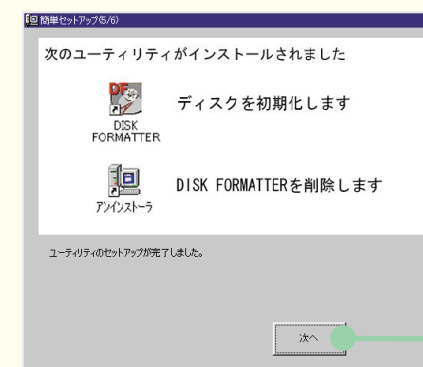 簡単セットアップ(5/6)
次のユーティリティがインストールされました
DF
ディスクを初期化します
DISK
FORMATTER
DISK FORMATTERを削除します
アンインストーラ
ユーティリティのセットアップが完了しました。
次へ